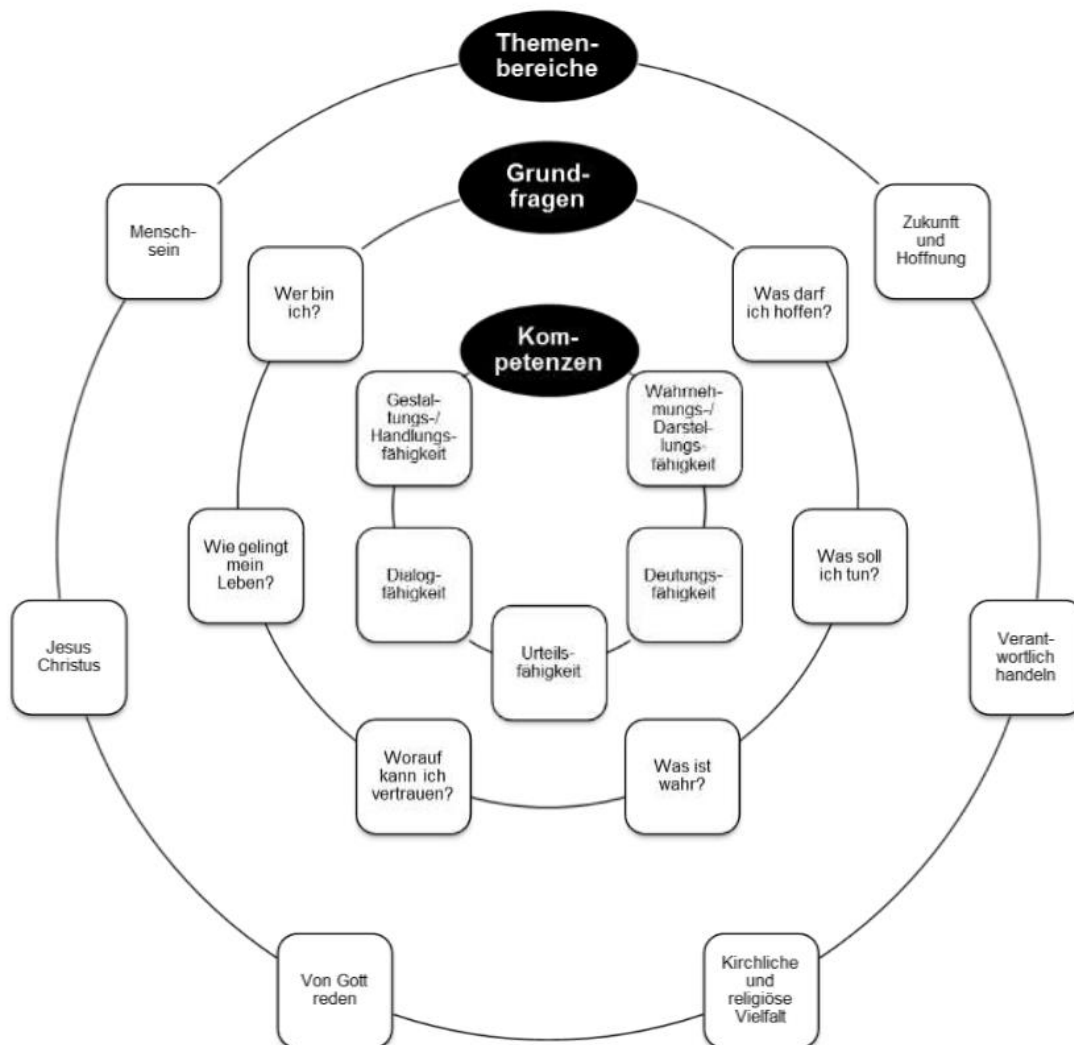 Themen-
bereiche
Grund-
fragen
Mensch-
sein
Zukunft
und
Hoffnung
Wer bin
ich?
Was darf
ich hoffen?
Kom-
petenzen
Gestal-
tungs-/
Handlungs-
fähigkeit
Wahrneh-
mungs-/
Darstel-
lungs-
fähigkeit
Wie gelingt
mein
Leben?
Dialog-
fähigkeit
Deutungs-
fähigkeit
Was soll
ich tun?
Jesus
Christus
Urteils-
fähigkeit
Verant-
wortlich
handeln
Worauf
kann ich
vertrauen?
Was ist
wahr?
Von Gott
reden
Kirchliche
und
religiöse
Vielfalt